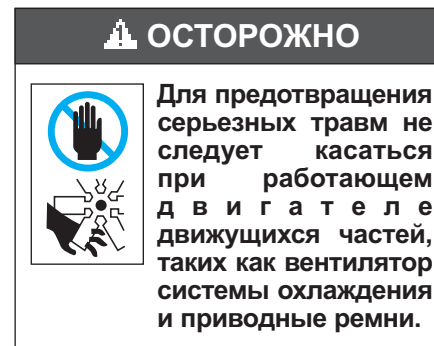 ОСТОРОЖНО
Для предотвращения
серьезных травм не
следует касаться
при работающем
двигателе
движущихся частей,
таких как вентилятор
системы охлаждения
и приводные ремни.